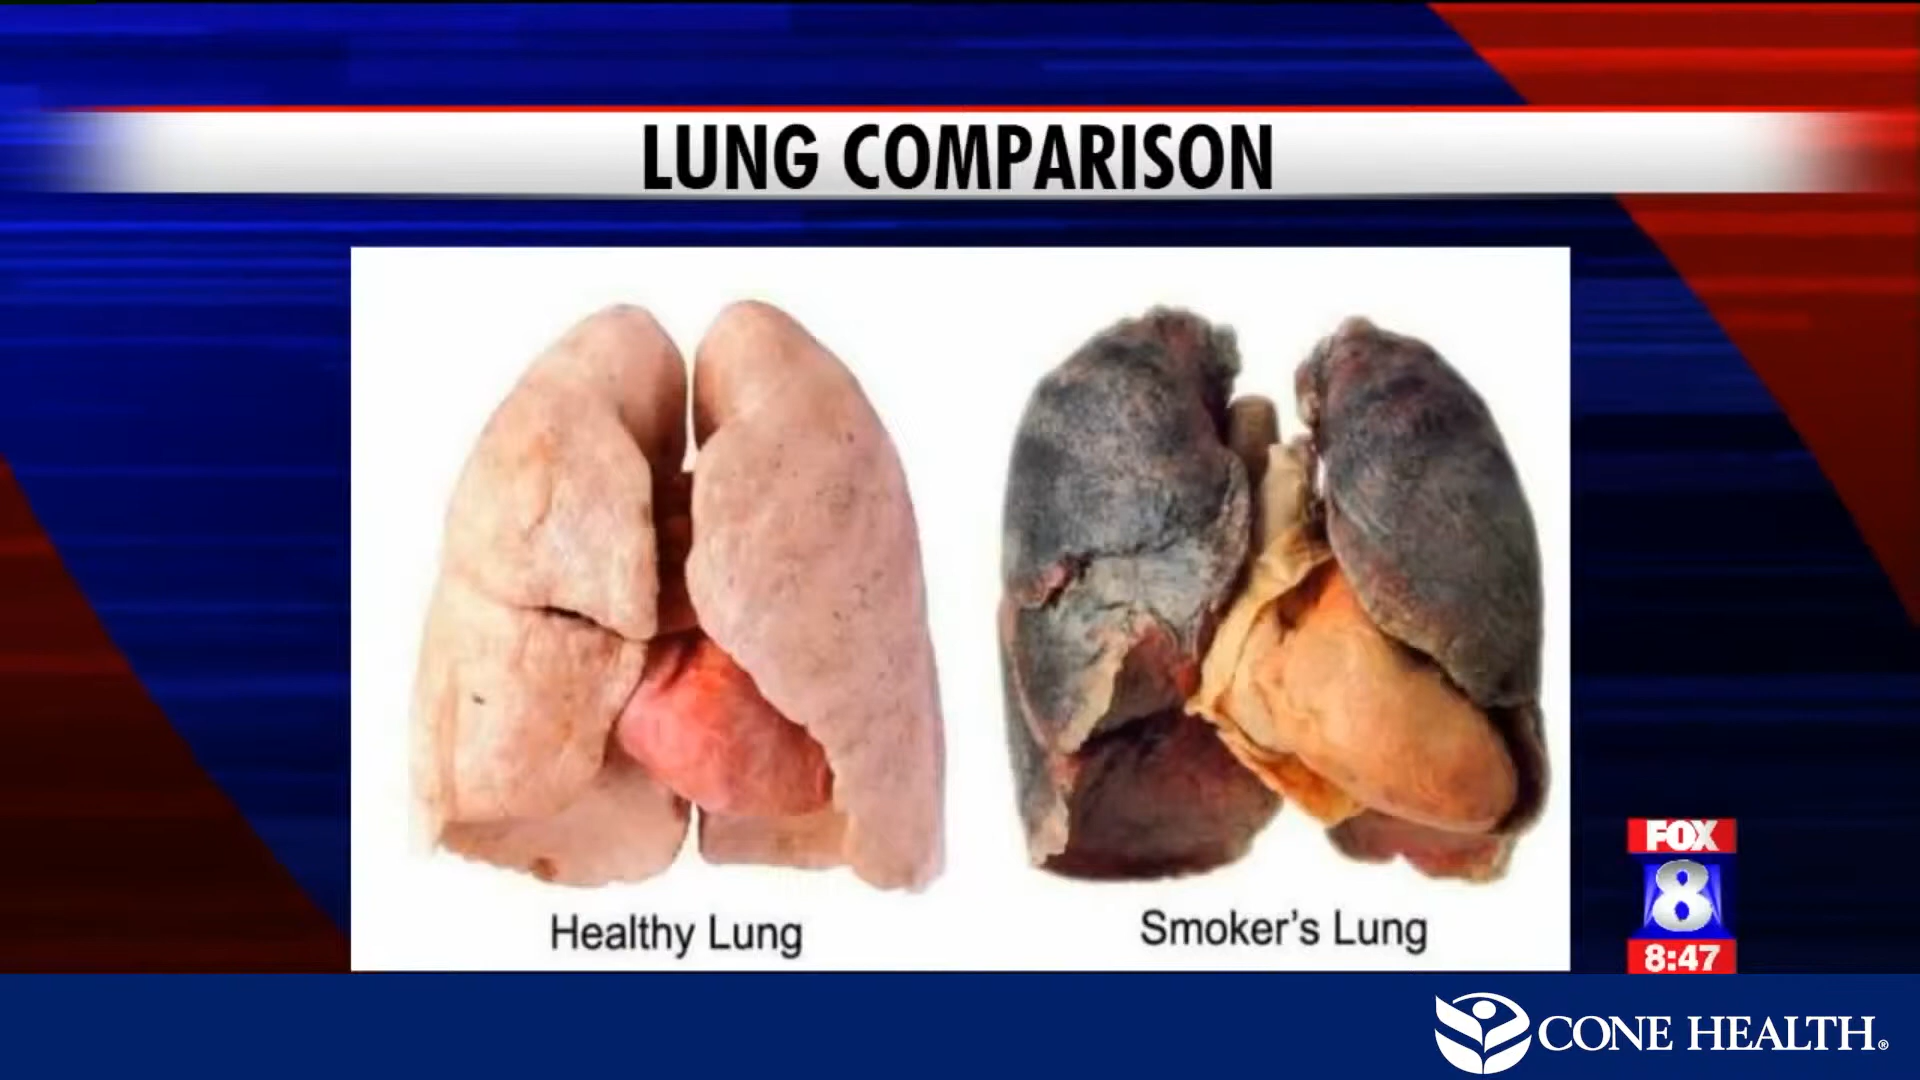 LUNG COMPARISON
Healthy Lung
Smoker's Lung
FOX
8
8:47
CONE HEALTH®